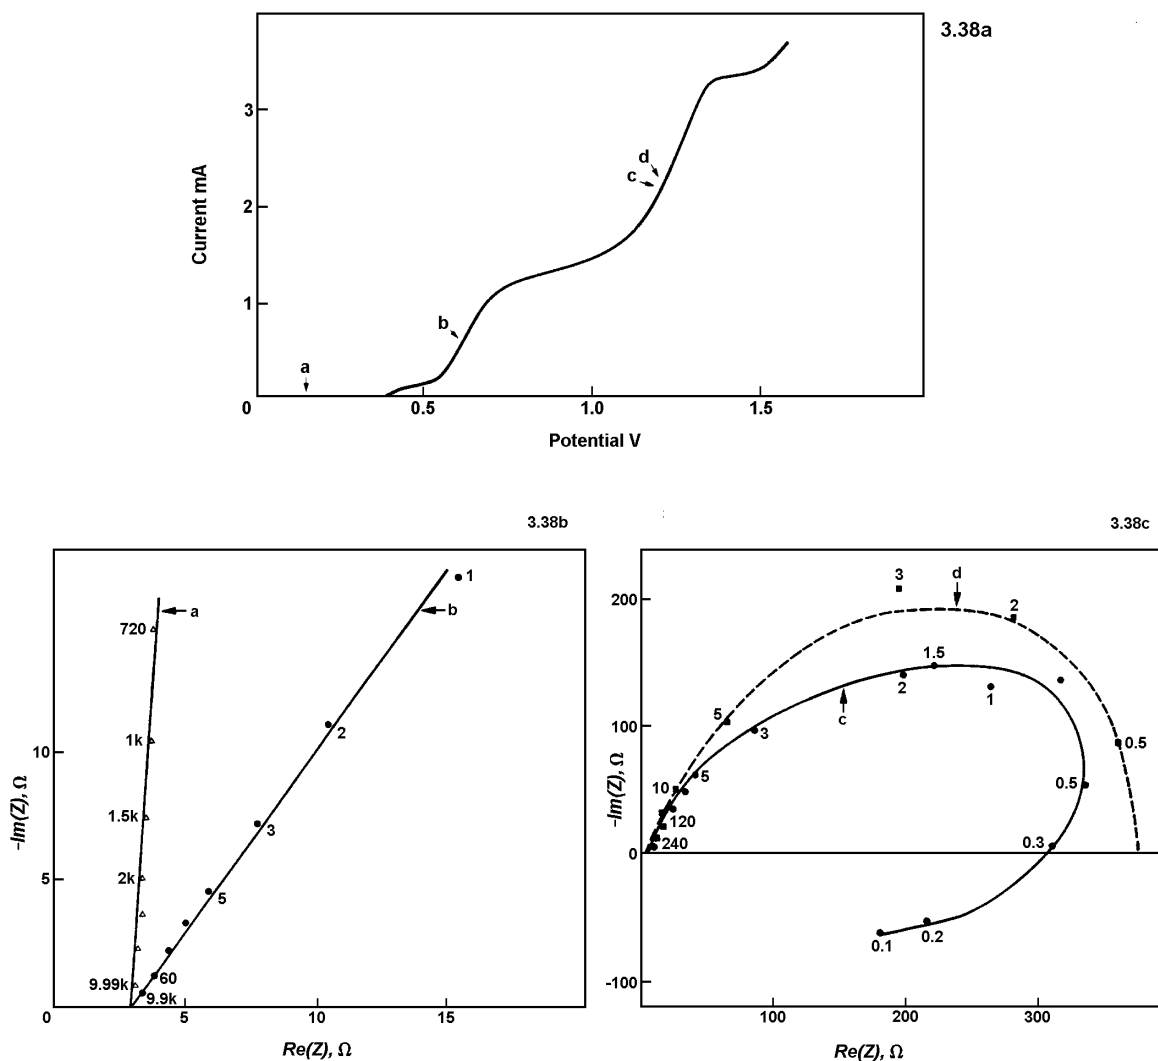 3.38a
3
2
1
0
0.5
1.0
1.5
Current mA
Potential V
a
b
c
d
3.38b
10
5
0
5
10
15
–Im(Z), Ω
Re(Z), Ω
720
1k
1.5k
2k
9.99k
a
1
b
2
3
5
60
9.9k
3.38c
200
100
0
-100
100
200
300
–Im(Z), Ω
Re(Z), Ω
3
d
2
1.5
5
2
1
c
3
0.5
10
5
0.5
120
240
0.3
0.2
0.1